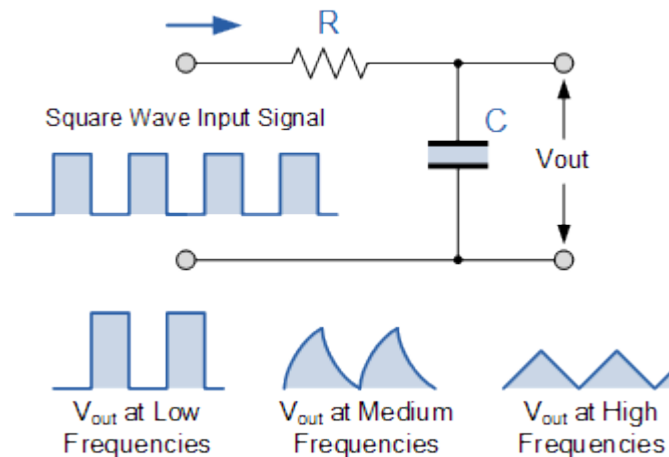 R
Square Wave Input Signal
C
Vout
Vout at Low
Frequencies
Vout at Medium
Frequencies
Vout at High
Frequencies